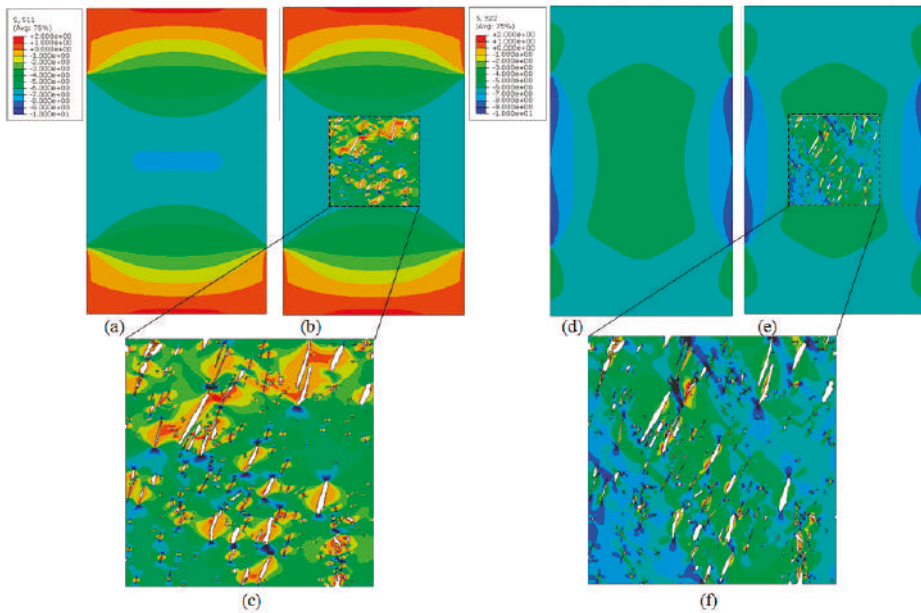 S, S11
(Avg: 75%)
+2.000e+00
+1.000e+00
+0.000e+00
-1.000e+00
-2.000e+00
-3.000e+00
-4.000e+00
-5.000e+00
-6.000e+00
-7.000e+00
-8.000e+00
-9.000e+00
-1.000e+01
(a)
(b)
(c)
S, S22
(Avg: 75%)
+2.000e+00
+1.000e+00
+0.000e+00
-1.000e+00
-2.000e+00
-3.000e+00
-4.000e+00
-5.000e+00
-6.000e+00
-7.000e+00
-8.000e+00
-9.000e+00
-1.000e+01
(d)
(e)
(f)